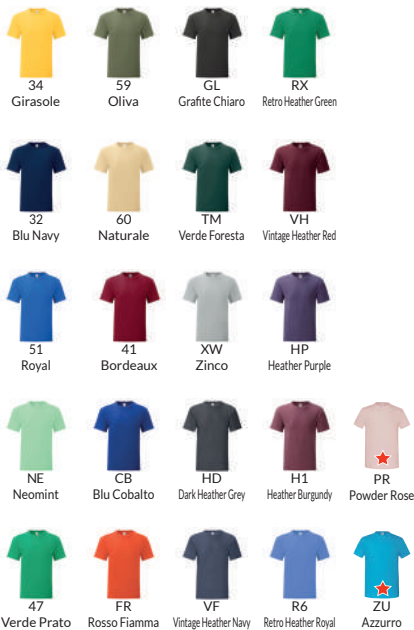 34
Girasole
59
Oliva
GL
Grafite Chiaro
RX
Retro Heather Green
32
Blu Navy
60
Naturale
TM
Verde Foresta
VH
Vintage Heather Red
51
Royal
41
Bordeaux
XW
Zinco
HP
Heather Purple
NE
Neomint
CB
Blu Cobalto
HD
Dark Heather Grey
H1
Heather Burgundy
PR
Powder Rose
47
Verde Prato
FR
Rosso Fiamma
VF
Vintage Heather Navy
R6
Retro Heather Royal
ZU
Azzurro